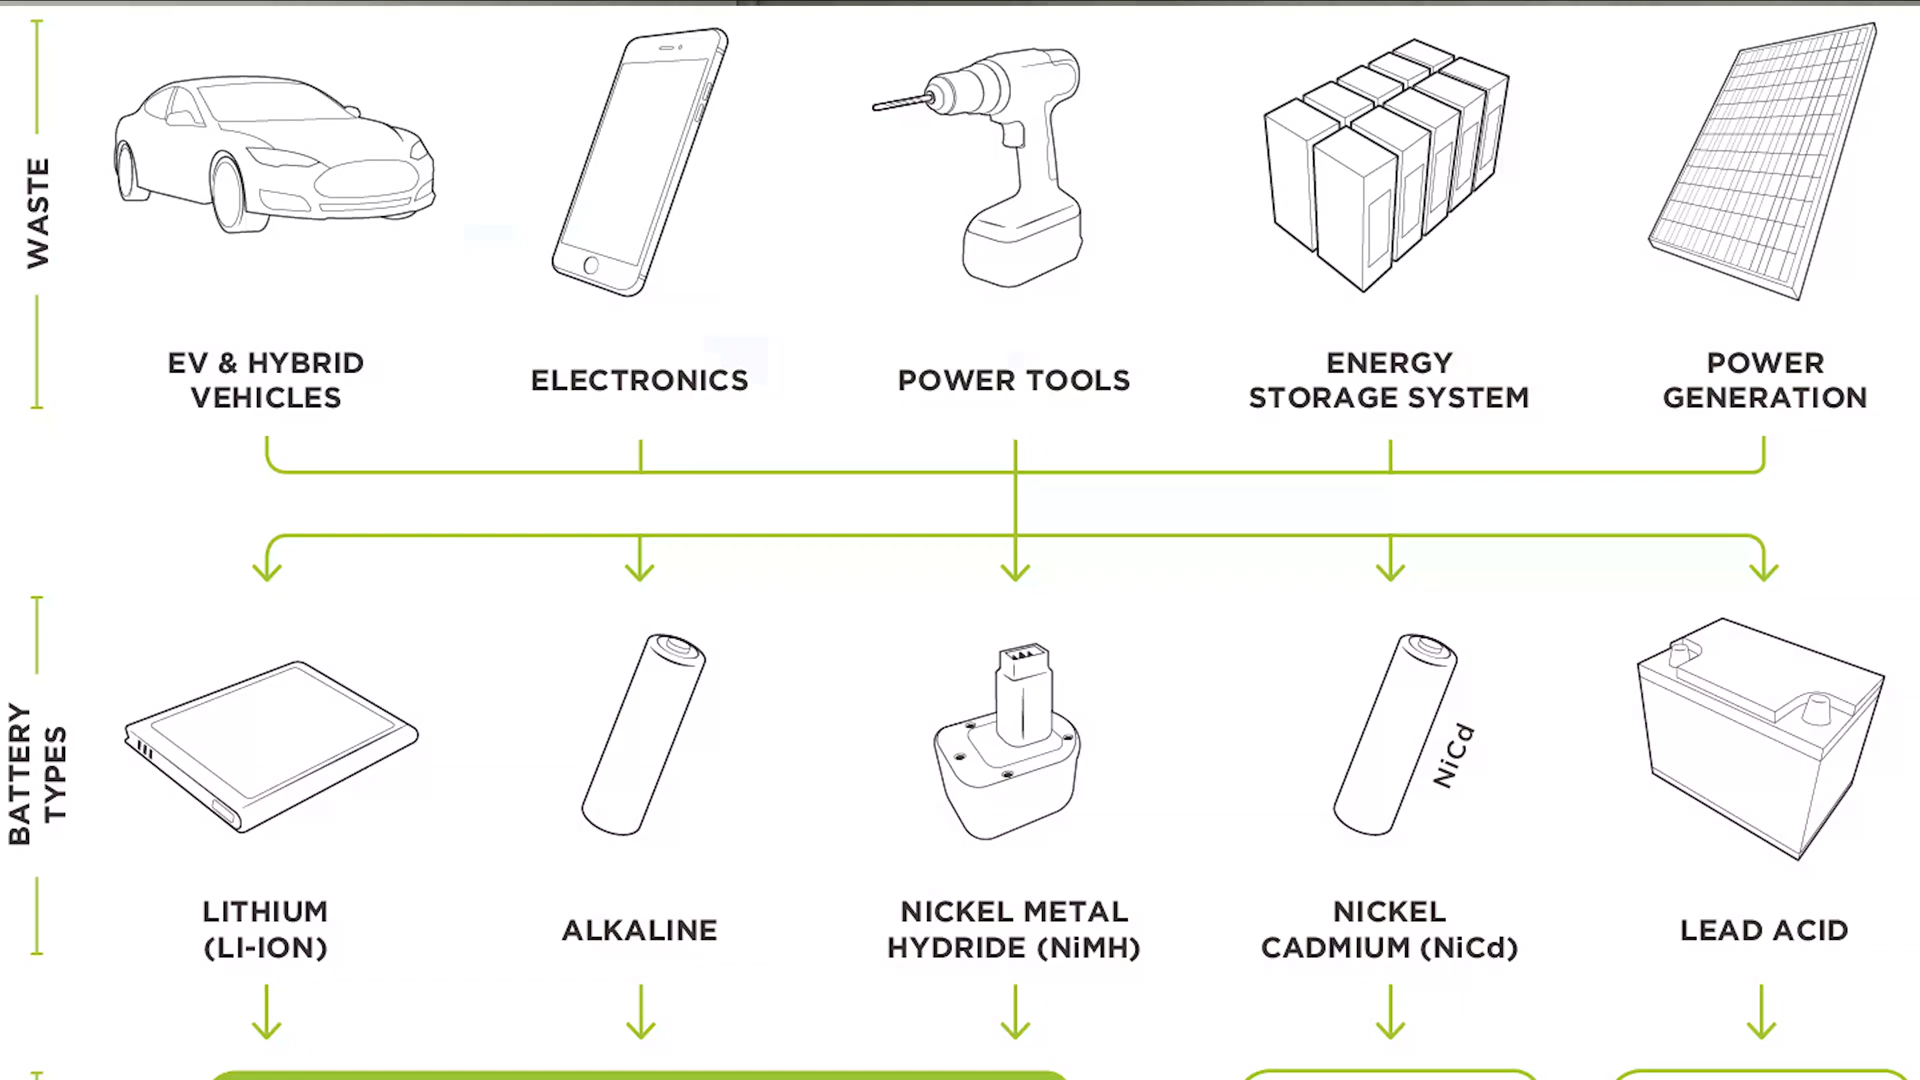 WASTE
EV & HYBRID
VEHICLES
ELECTRONICS
POWER TOOLS
ENERGY
STORAGE SYSTEM
POWER
GENERATION
BATTERY
TYPES
NiCd
LITHIUM
(LI-ION)
ALKALINE
NICKEL METAL
HYDRIDE (NiMH)
NICKEL
CADMIUM (NiCd)
LEAD ACID